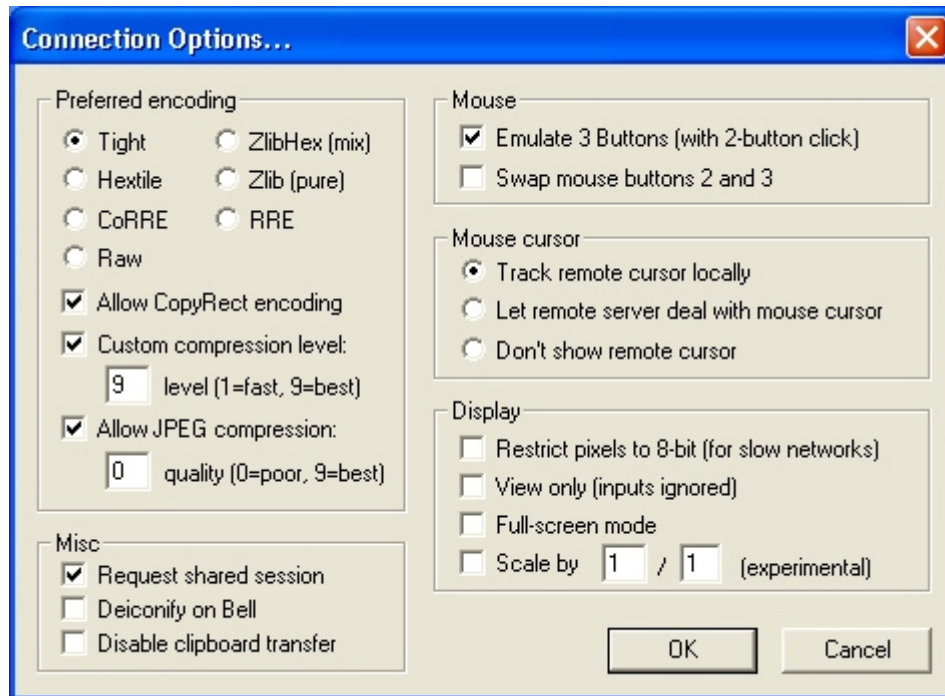 Connection Options...
Preferred encoding
Tight
ZlibHex (mix)
Hextile
Zlib (pure)
CoRRE
RRE
Raw
Allow CopyRect encoding
Custom compression level:
9 level (1=fast, 9=best)
Allow JPEG compression:
0 quality (0=poor, 9=best)
Misc
Request shared session
Deiconify on Bell
Disable clipboard transfer
Mouse
Emulate 3 Buttons (with 2-button click)
Swap mouse buttons 2 and 3
Mouse cursor
Track remote cursor locally
Let remote server deal with mouse cursor
Don't show remote cursor
Display
Restrict pixels to 8-bit (for slow networks)
View only (inputs ignored)
Full-screen mode
Scale by 1 / 1 (experimental)
OK
Cancel